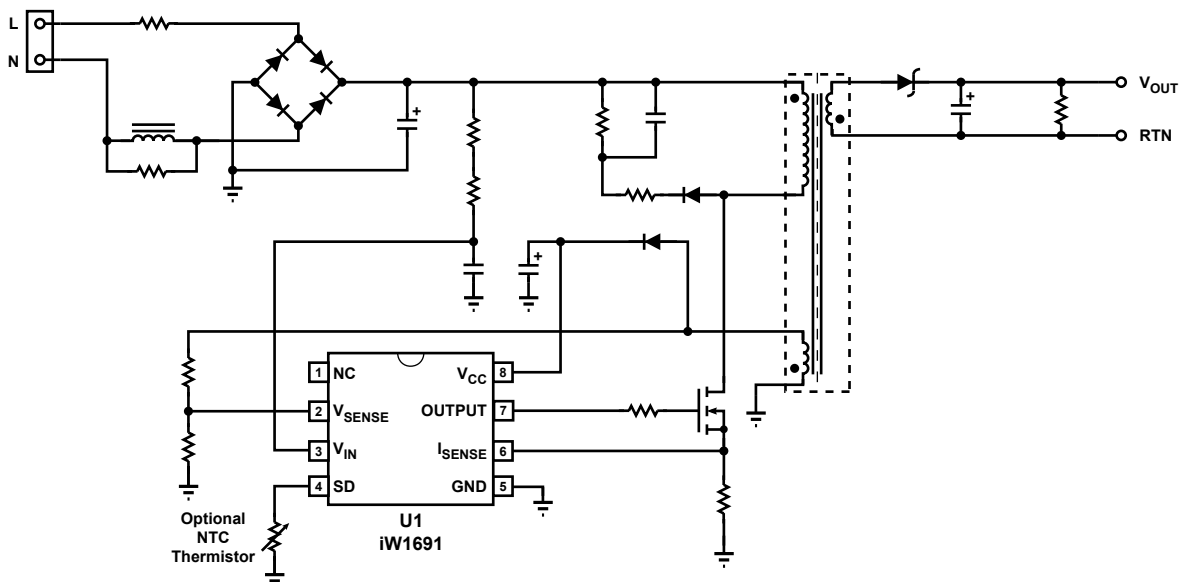 L
N
+
V_OUT
+
RTN
+
1 NC
V_CC 8
2 V_SENSE
OUTPUT 7
3 V_IN
I_SENSE 6
4 SD
GND 5
Optional
NTC
Thermistor
U1
iW1691